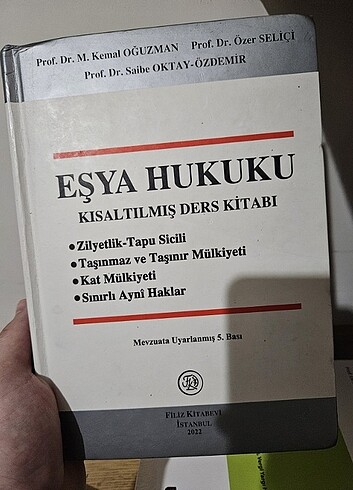 Prof. Dr. M. Kemal OĞUZMAN Prof. Dr. Özer SELİÇİ
Prof. Dr. Saibe OKTAY-ÖZDEMİR
EŞYA HUKUKU
KISALTILMIŞ DERS KİTABI
• Zilyetlik-Tapu Sicili
• Taşınmaz ve Taşınır Mülkiyeti
• Kat Mülkiyeti
• Sınırlı Aynî Haklar
Mevzuata Uyarlanmış 5. Bası
FİLİZ KİTABEVİ
İSTANBUL
2022